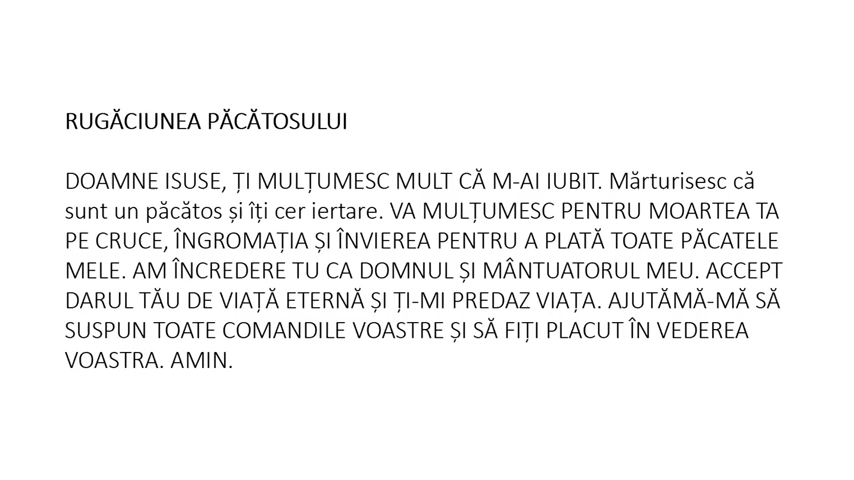 RUGĂCIUNEA PĂCĂTOSULUI
DOAMNE ISUSE, ȚI MULȚUMESC MULT CĂ M-AI IUBIT. Mărturisesc că
sunt un păcătos și îți cer iertare. VA MULȚUMESC PENTRU MOARTEA TA
PE CRUCE, ÎNGROMAȚIA ȘI ÎNVIEREA PENTRU A PLATĂ TOATE PĂCATELE
MELE. AM ÎNCREDERE TU CA DOMNUL ȘI MÂNTUATORUL MEU. ACCEPT
DARUL TĂU DE VIAȚĂ ETERNĂ ȘI ȚI-MI PREDAZ VIAȚA. AJUTĂMĂ-MĂ SĂ
SUSPUN TOATE COMANDILE VOASTRE ȘI SĂ FIȚI PLACUT ÎN VEDEREA
VOASTRA. AMIN.